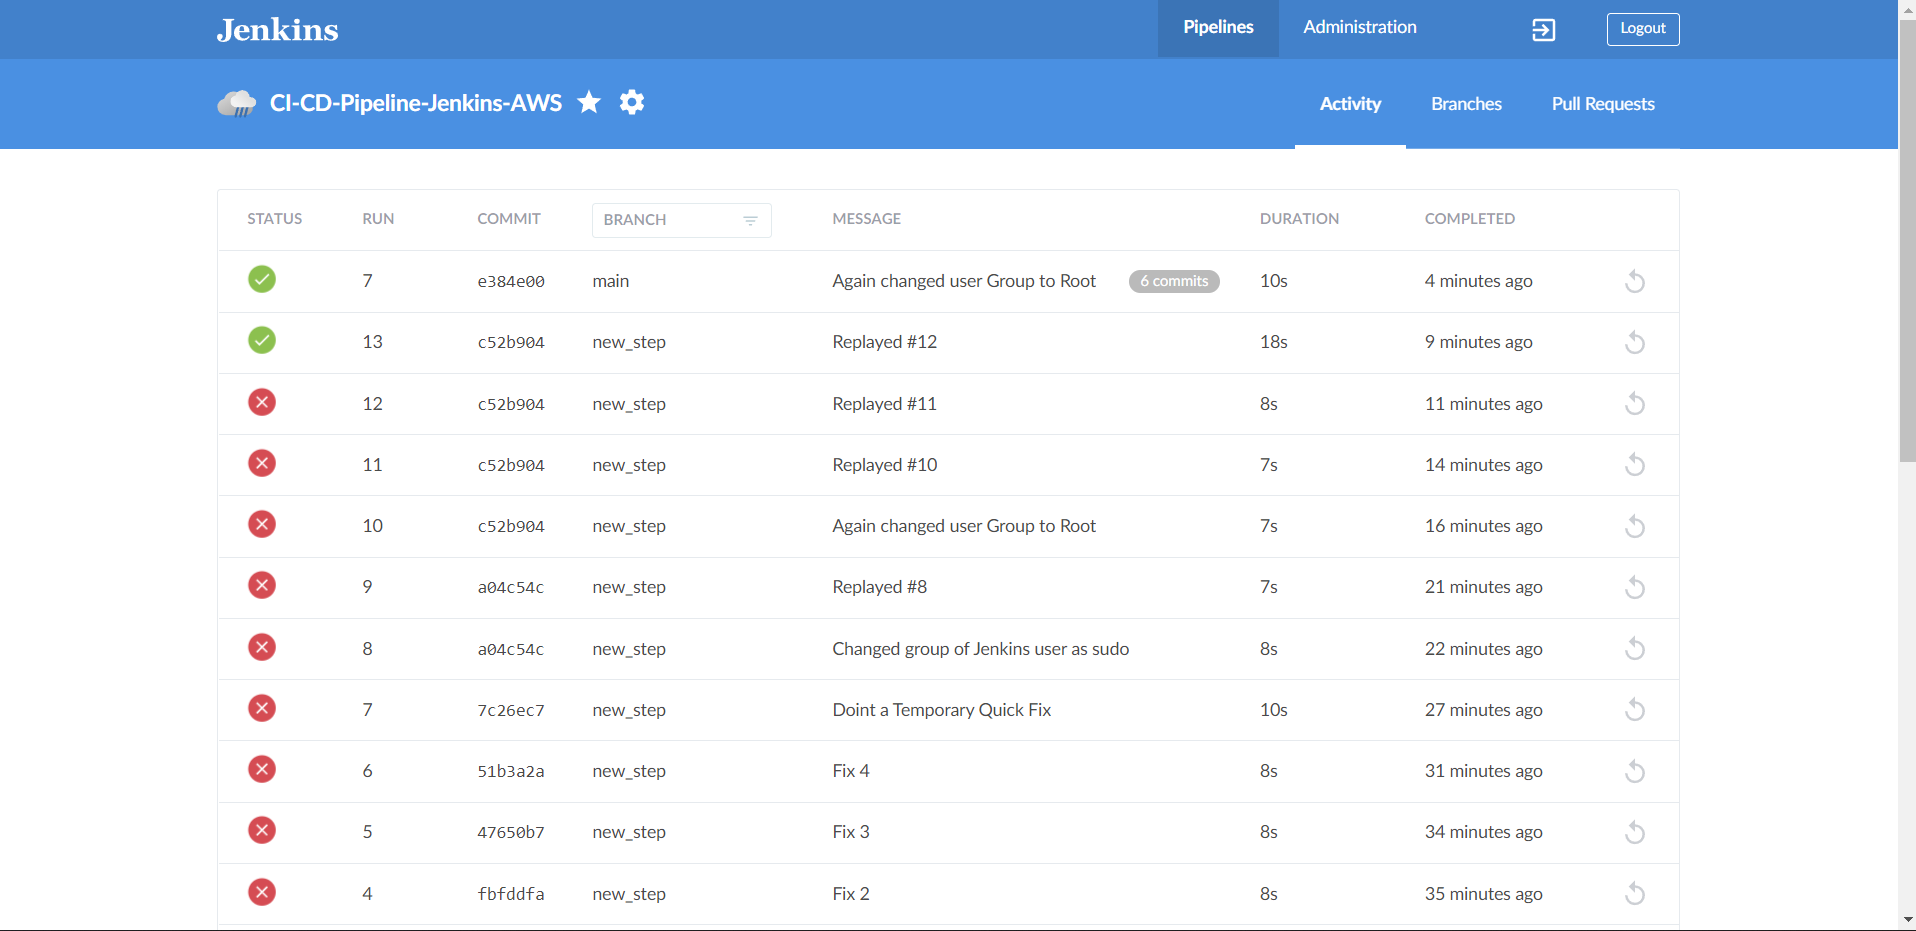 Jenkins Pipelines Administration Logout
CI-CD-Pipeline-Jenkins-AWS Activity Branches Pull Requests
STATUS RUN COMMIT BRANCH MESSAGE DURATION COMPLETED
7 e384e00 main Again changed user Group to Root 6 commits 10s 4 minutes ago
13 c52b904 new_step Replayed #12 18s 9 minutes ago
12 c52b904 new_step Replayed #11 8s 11 minutes ago
11 c52b904 new_step Replayed #10 7s 14 minutes ago
10 c52b904 new_step Again changed user Group to Root 7s 16 minutes ago
9 a04c54c new_step Replayed #8 7s 21 minutes ago
8 a04c54c new_step Changed group of Jenkins user as sudo 8s 22 minutes ago
7 7c26ec7 new_step Doint a Temporary Quick Fix 10s 27 minutes ago
6 51b3a2a new_step Fix 4 8s 31 minutes ago
5 47650b7 new_step Fix 3 8s 34 minutes ago
4 fbfddfa new_step Fix 2 8s 35 minutes ago